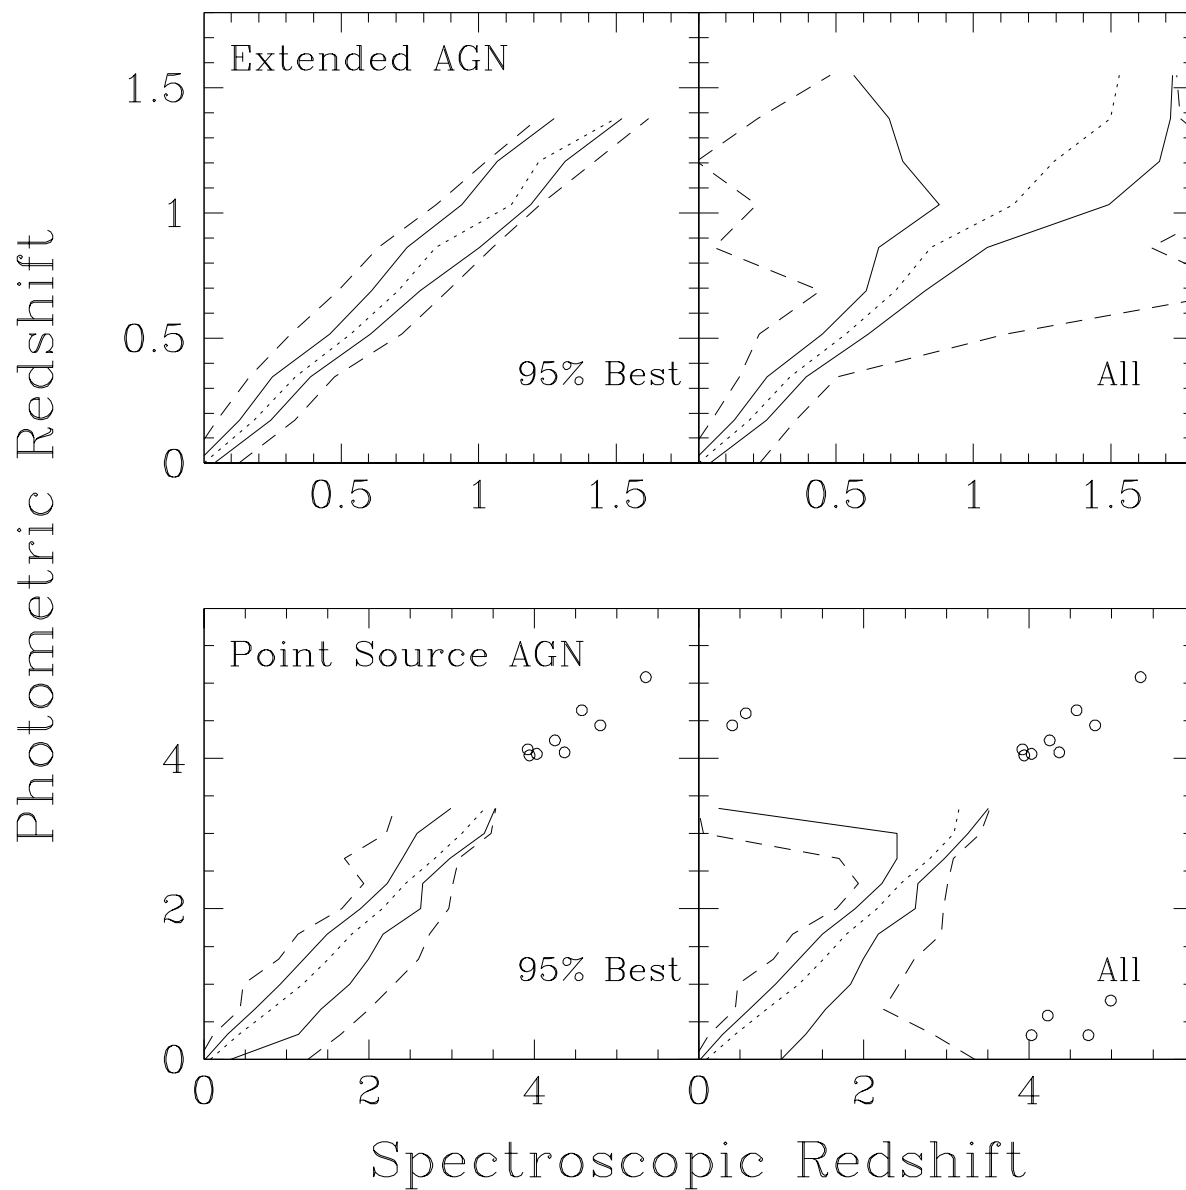 Photometric Redshift
Extended AGN
1.5
1
0.5
0
95% Best
All
0.5 1 1.5 0.5 1 1.5
Point Source AGN
4
2
0
95% Best
All
0 2 4 0 2 4
Spectroscopic Redshift